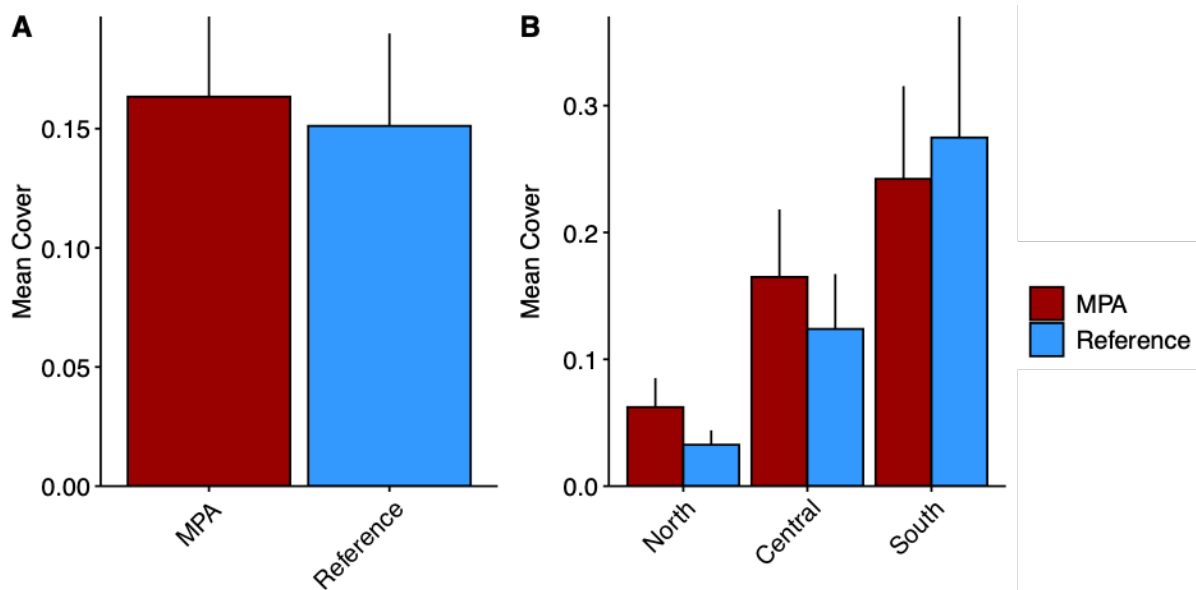 A
Mean Cover
0.15
0.10
0.05
0.00
MPA
Reference
B
Mean Cover
0.3
0.2
0.1
0.0
North
Central
South
MPA
Reference